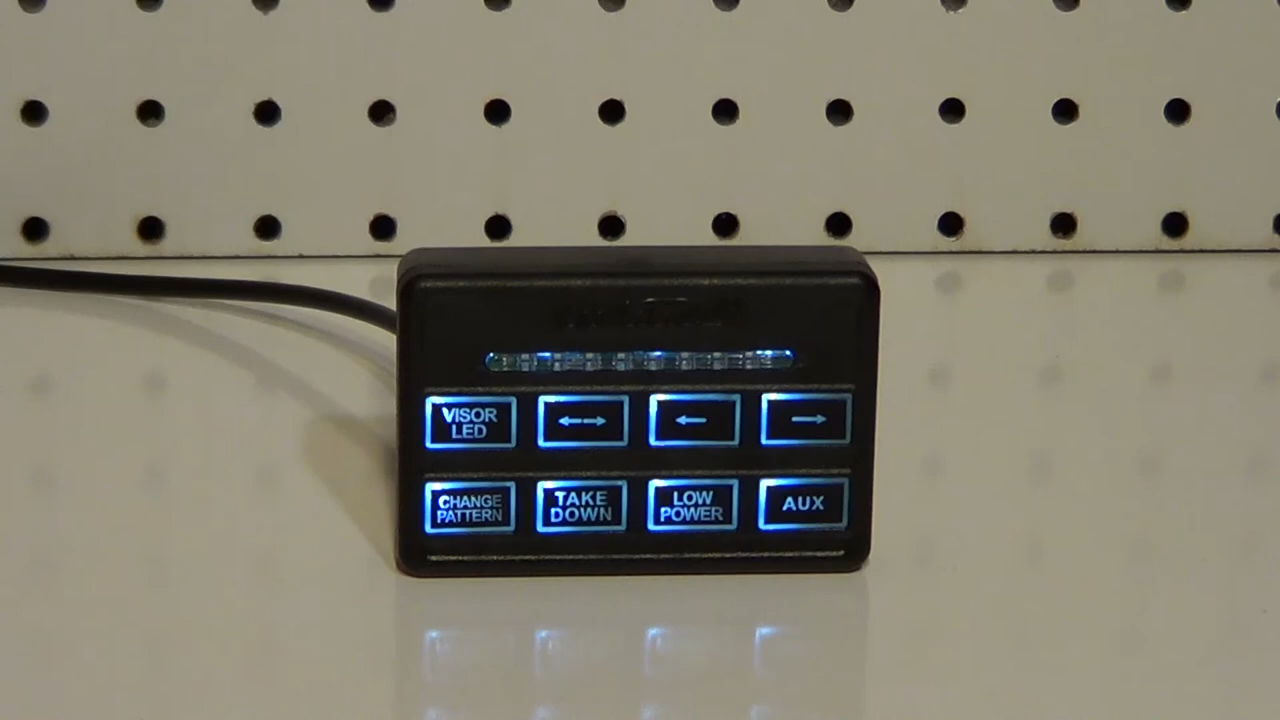 VISOR
LED
CHANGE
PATTERN
TAKE
DOWN
LOW
POWER
AUX